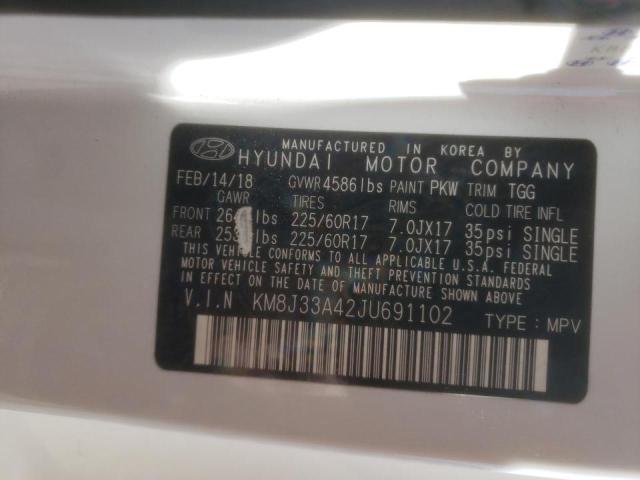 MANUFACTURED IN KOREA BY
HYUNDAI MOTOR COMPANY
FEB/14/18 GVWR 4586lbs PAINT PKW TRIM TGG
GAWR TIRES RIMS COLD TIRE INFL
FRONT lbs 225/60R17 7.0JX17 35psi SINGLE
REAR lbs 225/60R17 7.0JX17 35psi SINGLE
THIS VEHICLE CONFORMS TO ALL APPLICABLE U.S. FEDERAL
MOTOR VEHICLE SAFETY AND THEFT PREVENTION STANDARDS
IN EFFECT ON THE DATE OF MANUFACTURE SHOWN ABOVE.
V.I.N KM8J33A42JU691102 TYPE : MPV